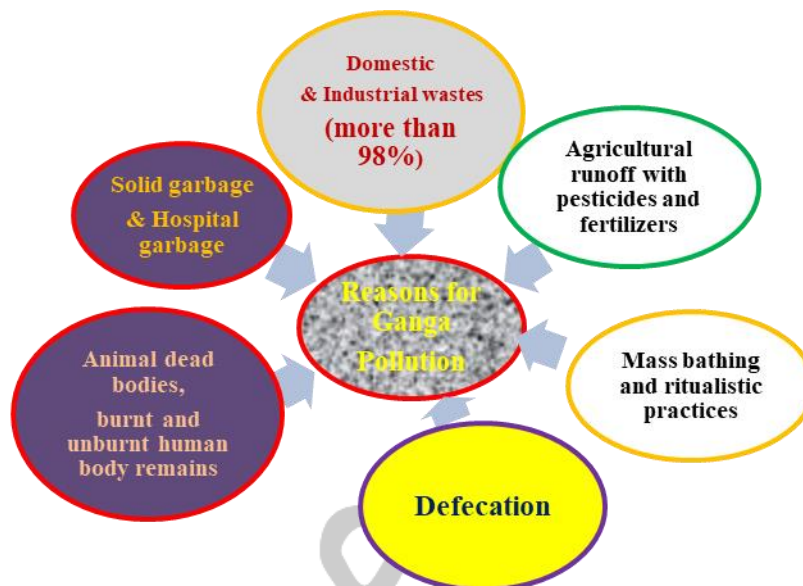 Domestic
& Industrial wastes
(more than
98%)
Agricultural
runoff with
pesticides and
fertilizers
Solid garbage
& Hospital
garbage
Reasons for
Ganga
Pollution
Animal dead
bodies,
burnt and
unburnt human
body remains
Mass bathing
and ritualistic
practices
Defecation